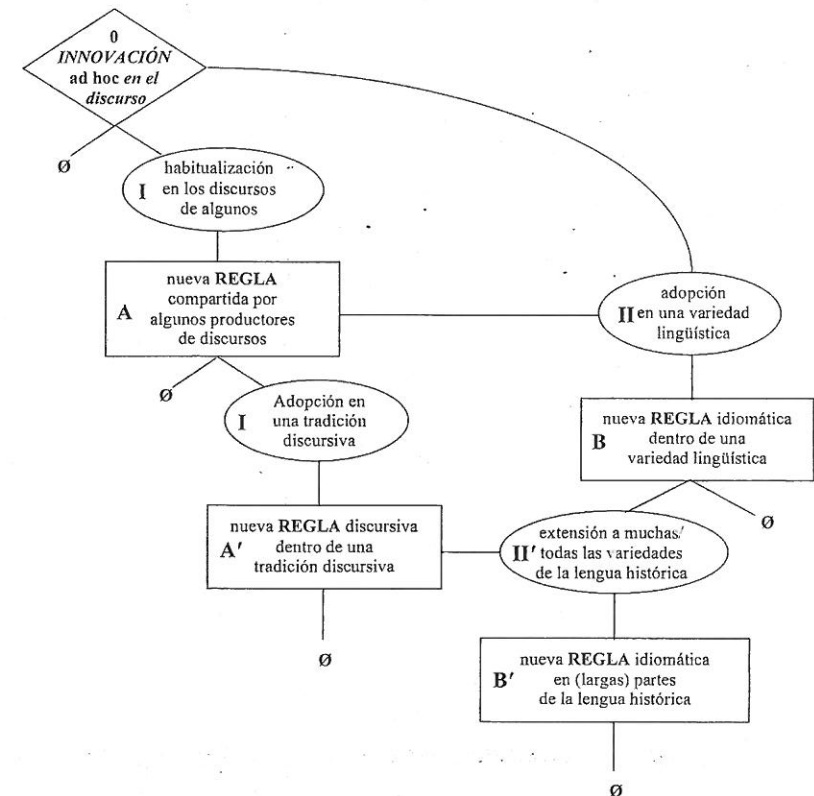 0
INNOVACIÓN
ad hoc en el
discurso
Ø
habitualización
I en los discursos
de algunos
nueva REGLA
compartida por
A algunos productores
de discursos
adopción
II en una variedad
lingüística
Ø
Adopción en
I una tradición
discursiva
nueva REGLA idiomática
B dentro de una
variedad lingüística
Ø
nueva REGLA discursiva
A' dentro de una
tradición discursiva
extensión a muchas/
II' todas las variedades
de la lengua histórica
Ø
nueva REGLA idiomática
B' en (largas) partes
de la lengua histórica
Ø